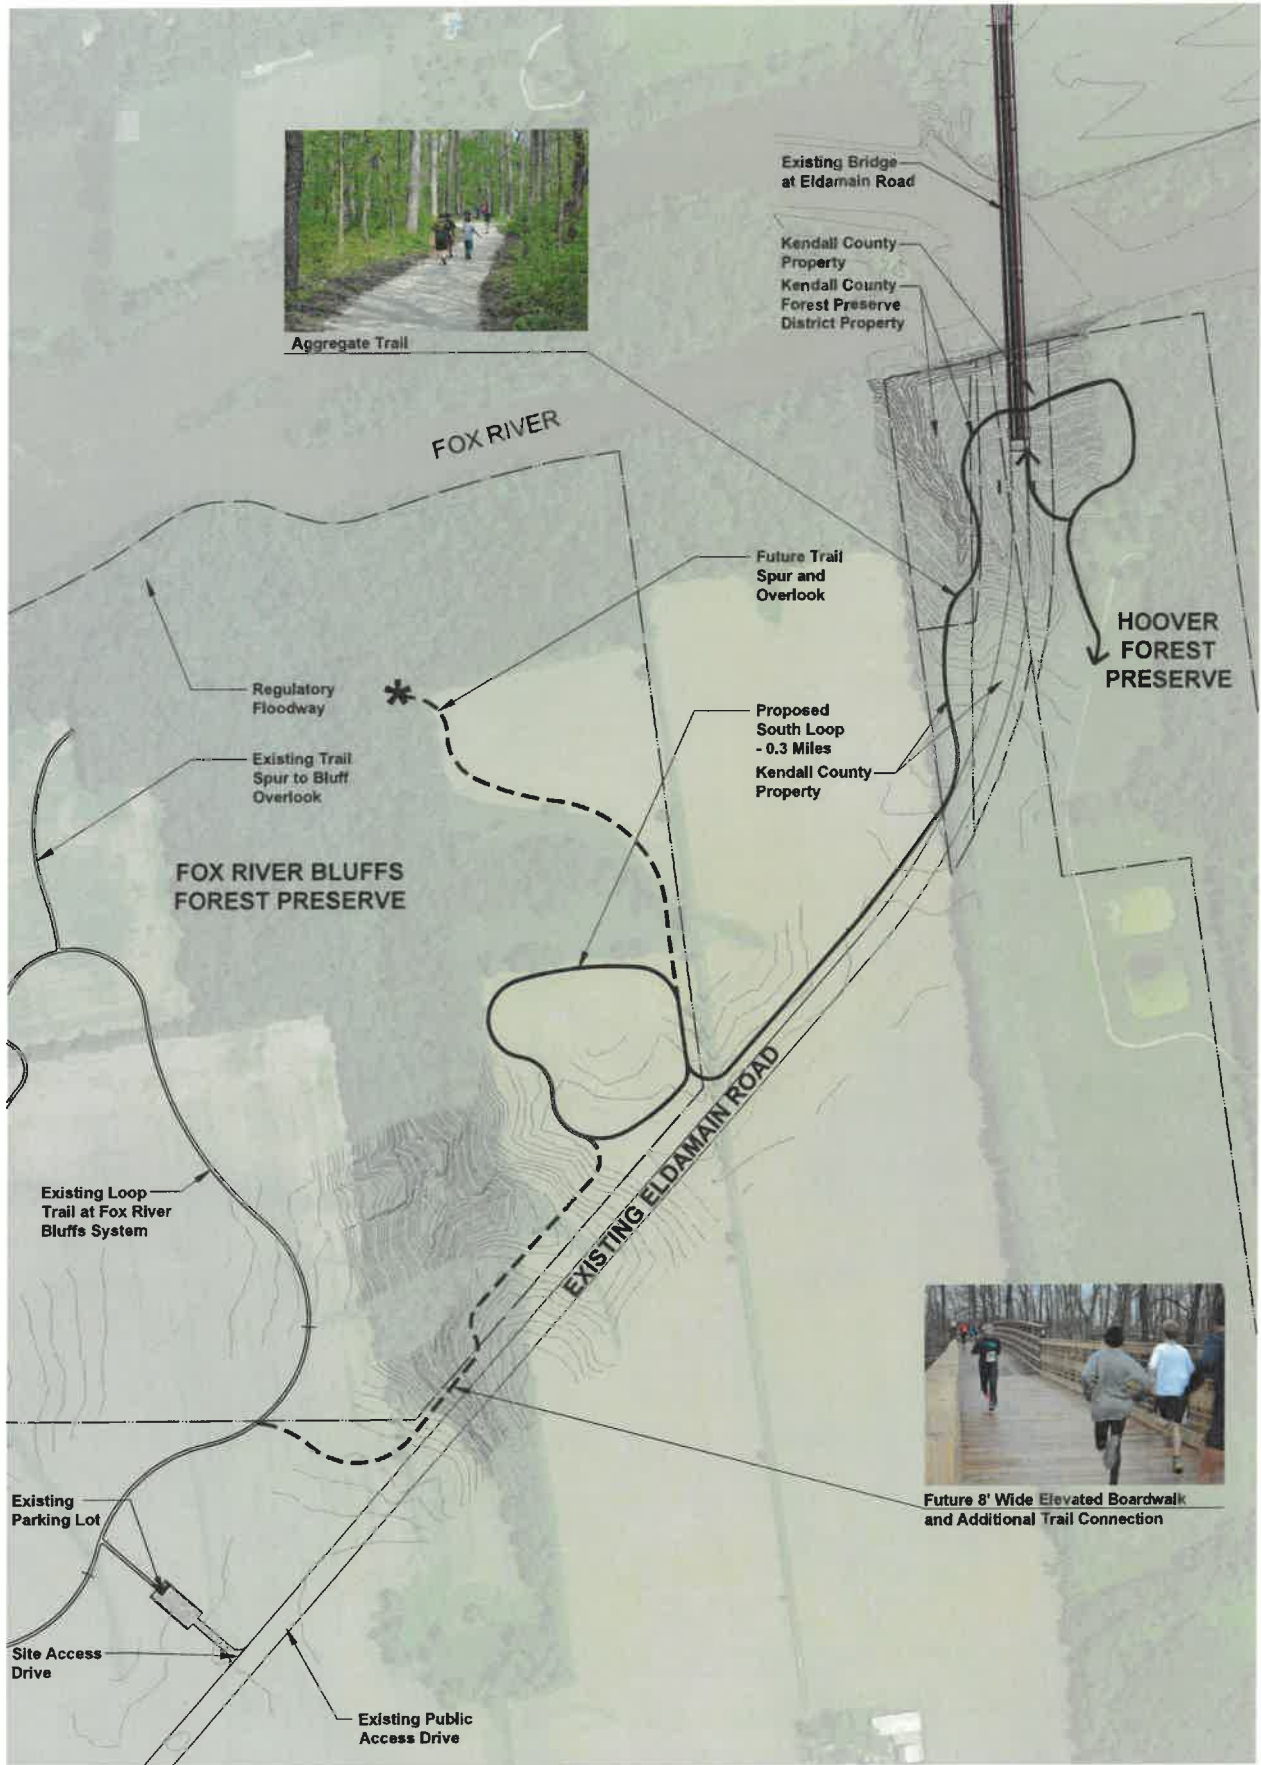 Existing Bridge
at Eldamain Road
Kendall County
Property
Kendall County
Forest Preserve
District Property
Aggregate Trail
FOX RIVER
Future Trail
Spur and
Overlook
HOOVER
FOREST
PRESERVE
Regulatory
Floodway
Proposed
South Loop
- 0.3 Miles
Kendall County
Property
Existing Trail
Spur to Bluff
Overlook
FOX RIVER BLUFFS
FOREST PRESERVE
EXISTING ELDAMAIN ROAD
Existing Loop
Trail at Fox River
Bluffs System
Future 8' Wide Elevated Boardwalk
and Additional Trail Connection
Existing
Parking Lot
Site Access
Drive
Existing Public
Access Drive